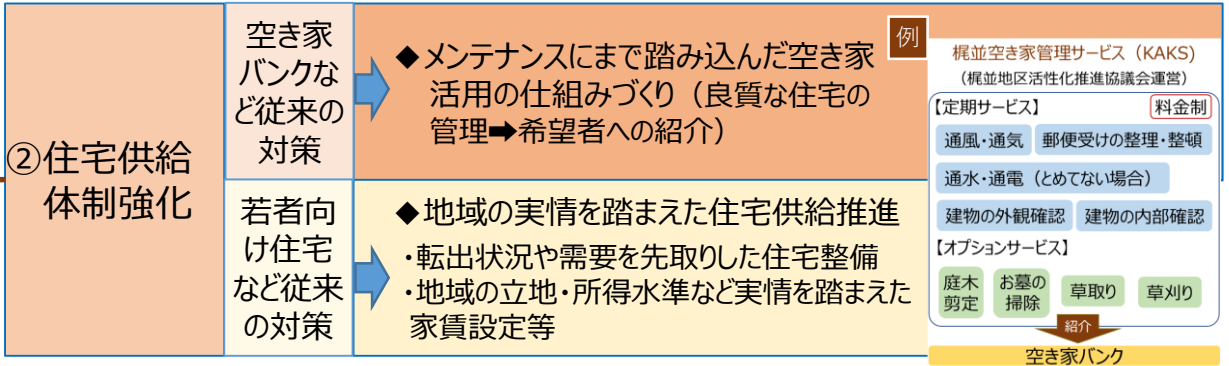 ②住宅供給
体制強化
空き家
バンクな
ど従来の
対策
◆メンテナンスにまで踏み込んだ空き家
活用の仕組みづくり（良質な住宅の
管理➡希望者への紹介）
若者向
け住宅
など従来
の対策
◆地域の実情を踏まえた住宅供給推進
・転出状況や需要を先取りした住宅整備
・地域の立地・所得水準など実情を踏まえた
家賃設定等
例
梶並空き家管理サービス（KAKS)
（梶並地区活性化推進協議会運営）
【定期サービス】 料金制
通風・通気 郵便受けの整理・整頓
通水・通電（とめてない場合）
建物の外観確認 建物の内部確認
【オプションサービス】
庭木
剪定
お墓の
掃除
草取り 草刈り
紹介
空き家バンク